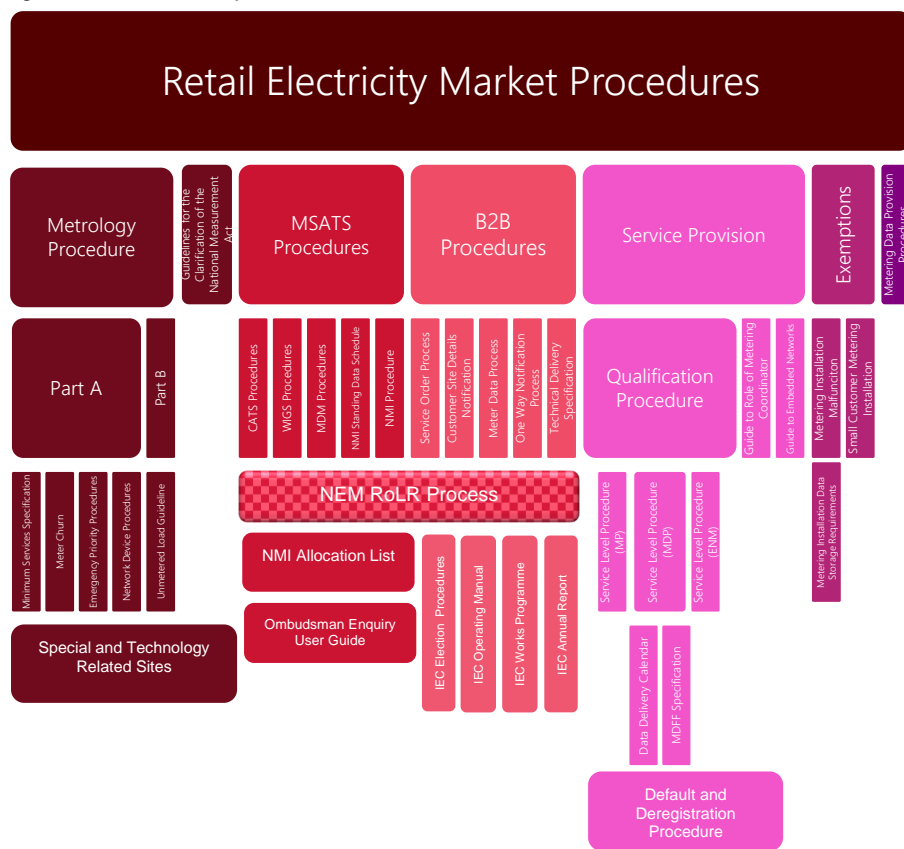 Retail Electricity Market Procedures
Metrology
Procedure
Guidelines for the
Clarification of the
National Measurement
Act
MSATS
Procedures
B2B
Procedures
Service Provision
Exemptions
Metering Data Provision
Procedures
Part A
Part B
CATS Procedures
WIGS Procedures
MDM Procedures
NMI Standing Data Schedule
NMI Procedure
Service Order Process
Customer Site Details
Notification
Meter Data Process
One Way Notification
Process
Technical Delivery
Specification
Qualification
Procedure
Guide to Role of Metering
Coordinator
Guide to Embedded Networks
Metering Installation
Malfunciton
Small Customer Metering
Installation
Minimum Services Specification
Meter Churn
Emergency Priority Procedures
Network Device Procedures
Unmetered Load Guideline
NEM RoLR Process
Service Level Procedure
(MP)
Service Level Procedure
(MDP)
Service Level Procedure
(ENM)
Metering Installation Data
Storage Requirements
NMI Allocation List
Ombudsman Enquiry
User Guide
IEC Election Procedures
IEC Operating Manual
IEC Works Programme
IEC Annual Report
Special and Technology
Related Sites
Data Delivery Calendar
MDFF Specification
Default and
Deregistration
Procedure